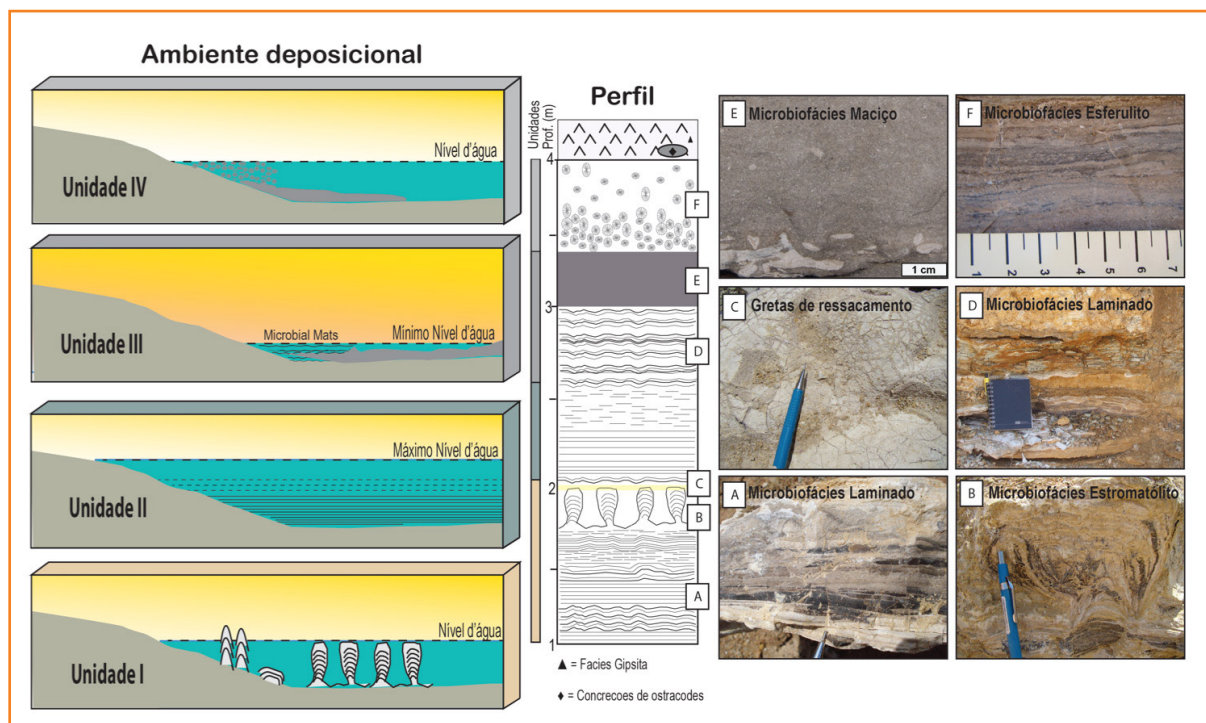 Ambiente deposicional
Nível d'água
Unidade IV
Microbial Mats
Mínimo Nível d'água
Unidade III
Máximo Nível d'água
Unidade II
Nível d'água
Unidade I
Perfil
Unidades
Prof. (m)
4
3
2
1
F
E
D
C
B
A
▲ = Facies Gipsita
♦ = Concrecoes de ostracodes
E Microbiofácies Maciço
1 cm
F Microbiofácies Esferulito
1 2 3 4 5 6 7
C Gretas de ressacamento
D Microbiofácies Laminado
A Microbiofácies Laminado
B Microbiofácies Estromatólito